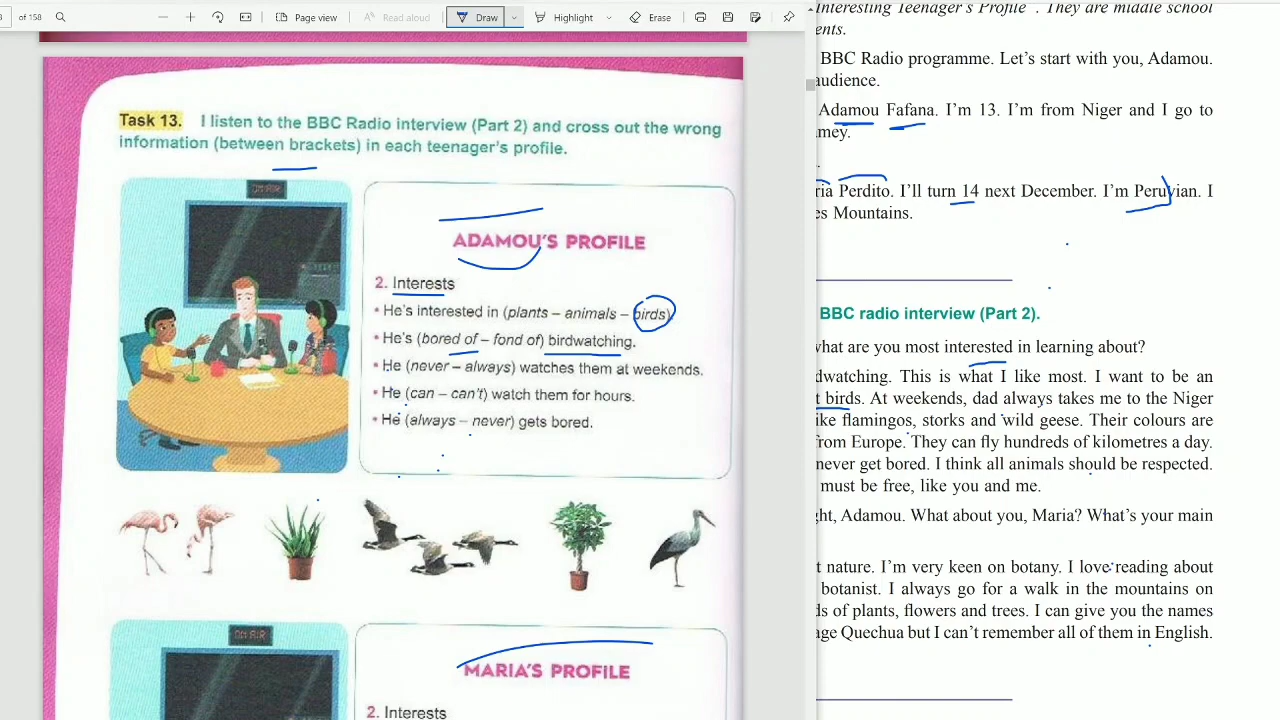 of 158
Page view
Read aloud
Draw
Highlight
Erase
Task 13. I listen to the BBC Radio interview (Part 2) and cross out the wrong
information (between brackets) in each teenager's profile.
ON AIR
ADAMOU'S PROFILE
2. Interests
• He's interested in (plants – animals – birds).
• He's (bored of – fond of) birdwatching.
• He (never – always) watches them at weekends.
• He (can – can't) watch them for hours.
• He (always – never) gets bored.
ON AIR
MARIA'S PROFILE
2. Interests
Interesting Teenager's Profile". They are middle school
BBC Radio programme. Let's start with you, Adamou.
audience.
Adamou Fafana. I'm 13. I'm from Niger and I go to
Perdito. I'll turn 14 next December. I'm Peruvian. I
Mountains.
BBC radio interview (Part 2).
what are you most interested in learning about?
This is what I like most. I want to be an
birds. At weekends, dad always takes me to the Niger
like flamingos, storks and wild geese. Their colours are
from Europe. They can fly hundreds of kilometres a day.
never get bored. I think all animals should be respected.
must be free, like you and me.
Adamou. What about you, Maria? What's your main
nature. I'm very keen on botany. I love reading about
botanist. I always go for a walk in the mountains on
of plants, flowers and trees. I can give you the names
Quechua but I can't remember all of them in English.